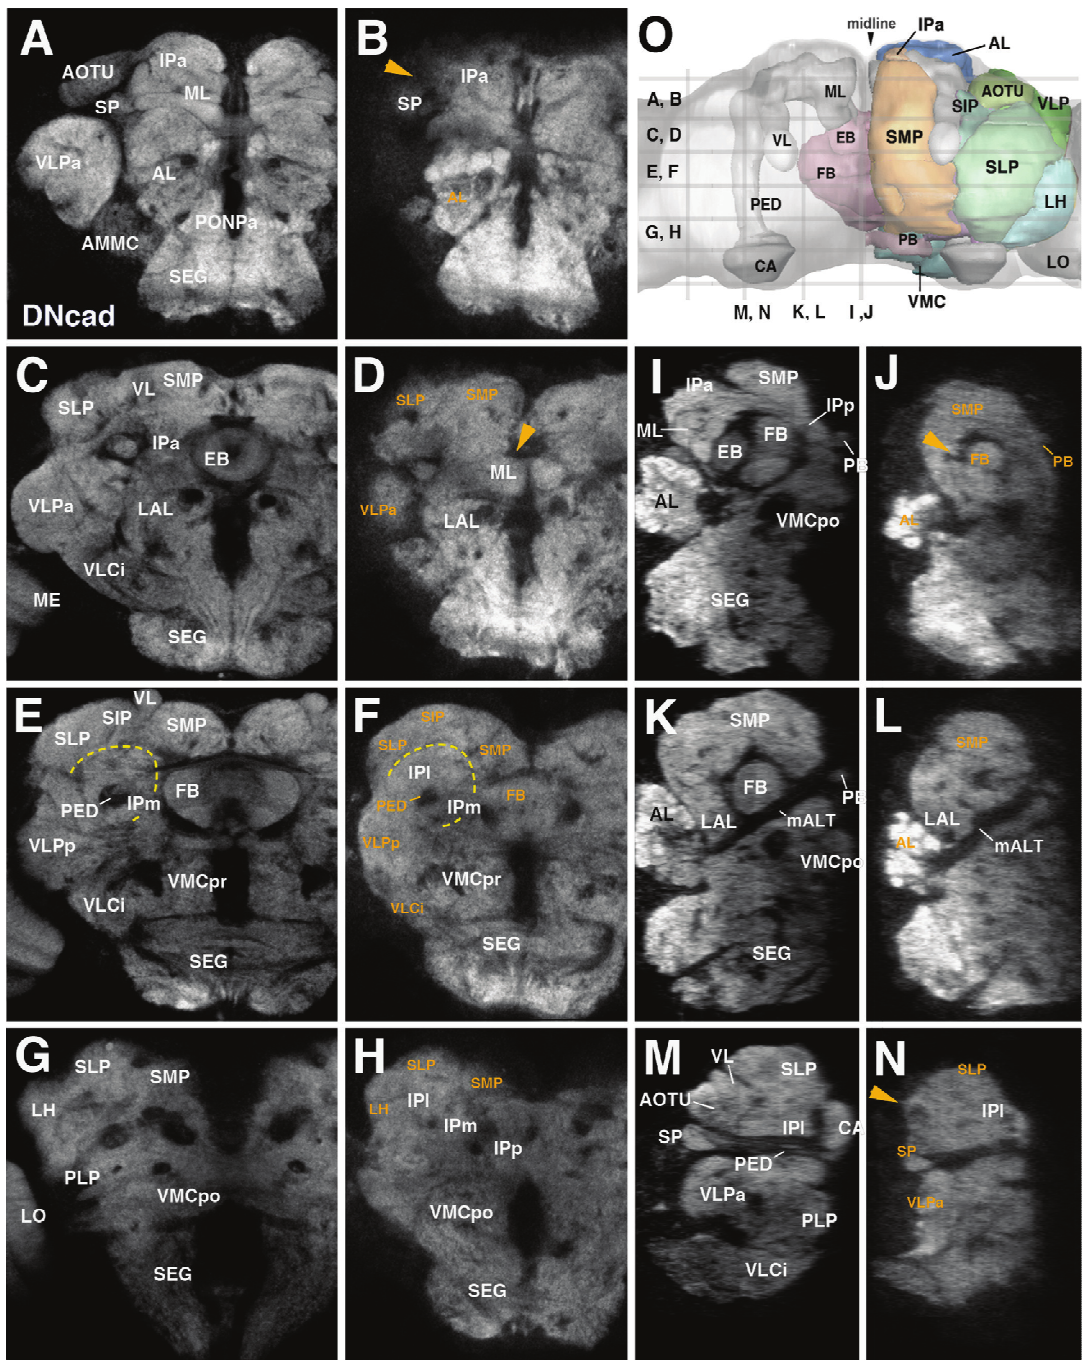 A
IPa
AOTU
ML
SP
VLPa
AL
PONPa
AMMC
SEG
DNcad
B
IPa
SP
AL
O
midline
IPa
AL
A, B
ML
SIP
AOTU
VLP
C, D
VL
EB
SMP
E, F
FB
SLP
PED
LH
G, H
PB
CA
LO
VMC
M, N
K, L
I ,J
C
VL
SMP
SLP
IPa
EB
VLPa
LAL
VLCi
ME
SEG
D
SLP
SMP
ML
VLPa
LAL
I
IPa
SMP
IPp
ML
FB
EB
PB
AL
VMCpo
SEG
J
SMP
FB
PB
AL
E
VL
SIP
SMP
SLP
FB
PED
IPm
VLPp
VMCpr
VLCi
SEG
F
SIP
SLP
SMP
IPl
PED
IPm
FB
VLPp
VMCpr
VLCi
SEG
K
SMP
FB
PB
AL
LAL
mALT
VMCpo
SEG
L
SMP
LAL
AL
mALT
G
SLP
SMP
LH
PLP
VMCpo
LO
SEG
H
SLP
SMP
LH
IPl
IPm
IPp
VMCpo
SEG
M
VL
SLP
AOTU
SP
IPl
CA
PED
VLPa
PLP
VLCi
N
SLP
IPl
SP
VLPa